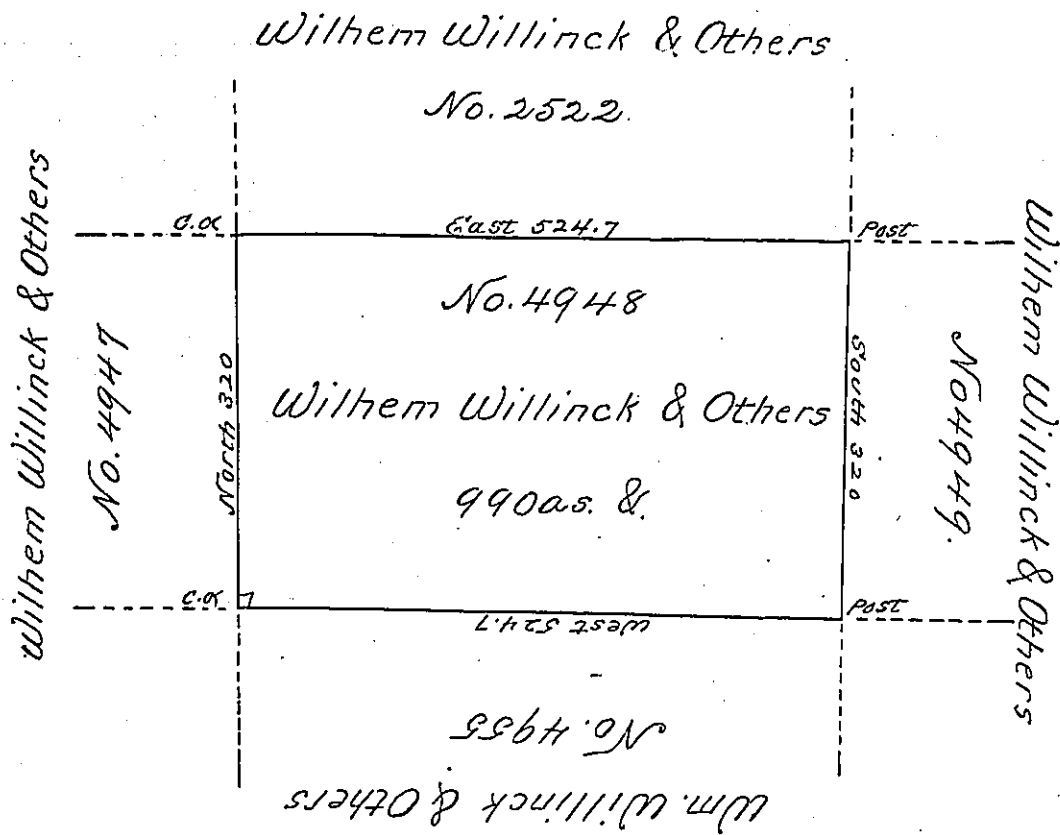 Wilhem Willinck & Others
No. 2522.
East 524.7
Post
Wilhem Willinck & Others
No. 4947
North 320
No. 4948
Wilhem Willinck & Others
990as. &.
South 320
No 4949.
Wilhem Willinck & Others
Post
West 524.7
No. 4955
Wm. Willinck & Others